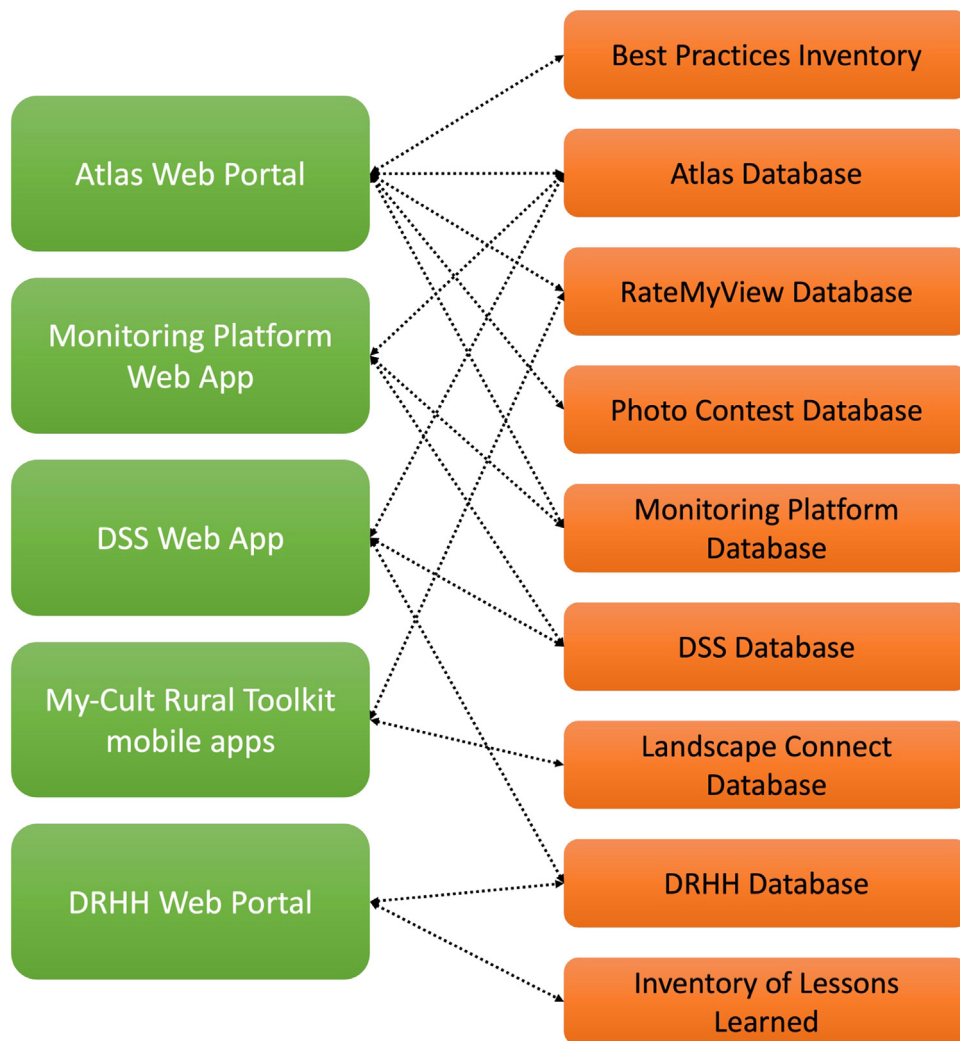 Atlas Web Portal
Monitoring Platform
Web App
DSS Web App
My-Cult Rural Toolkit
mobile apps
DRHH Web Portal
Best Practices Inventory
Atlas Database
RateMyView Database
Photo Contest Database
Monitoring Platform
Database
DSS Database
Landscape Connect
Database
DRHH Database
Inventory of Lessons
Learned